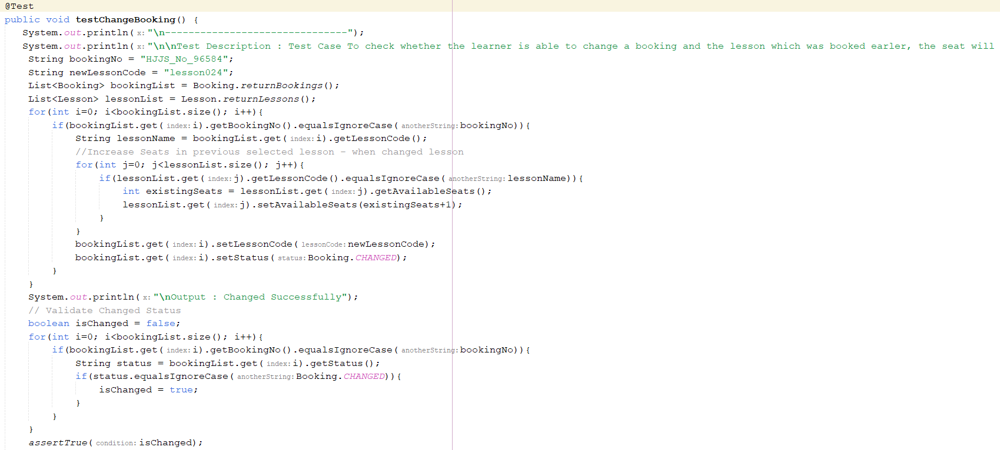 @Test
public void testChangeBooking() {
System.out.println( x: "\n-------------------------------");
System.out.println( x: "\n\nTest Description : Test Case To check whether the learner is able to change a booking and the lesson which was booked earler, the seat will
String bookingNo = "HJJS_No_96584";
String newLessonCode = "lesson024";
List<Booking> bookingList = Booking.returnBookings();
List<Lesson> lessonList = Lesson.returnLessons();
for(int i=0; i<bookingList.size(); i++){
if(bookingList.get( index: i).getBookingNo().equalsIgnoreCase( anotherString: bookingNo)){
String lessonName = bookingList.get( index: i).getLessonCode();
//Increase Seats in previous selected lesson - when changed lesson
for(int j=0; j<lessonList.size(); j++){
if(lessonList.get( index: j).getLessonCode().equalsIgnoreCase( anotherString: lessonName)){
int existingSeats = lessonList.get( index: j).getAvailableSeats();
lessonList.get( index: j).setAvailableSeats(existingSeats+1);
}
}
bookingList.get( index: i).setLessonCode( lessonCode: newLessonCode);
bookingList.get( index: i).setStatus( status: Booking.CHANGED);
}
}
System.out.println( x: "\nOutput : Changed Successfully");
// Validate Changed Status
boolean isChanged = false;
for(int i=0; i<bookingList.size(); i++){
if(bookingList.get( index: i).getBookingNo().equalsIgnoreCase( anotherString: bookingNo)){
String status = bookingList.get( index: i).getStatus();
if(status.equalsIgnoreCase( anotherString: Booking.CHANGED)){
isChanged = true;
}
}
}
assertTrue( condition: isChanged);